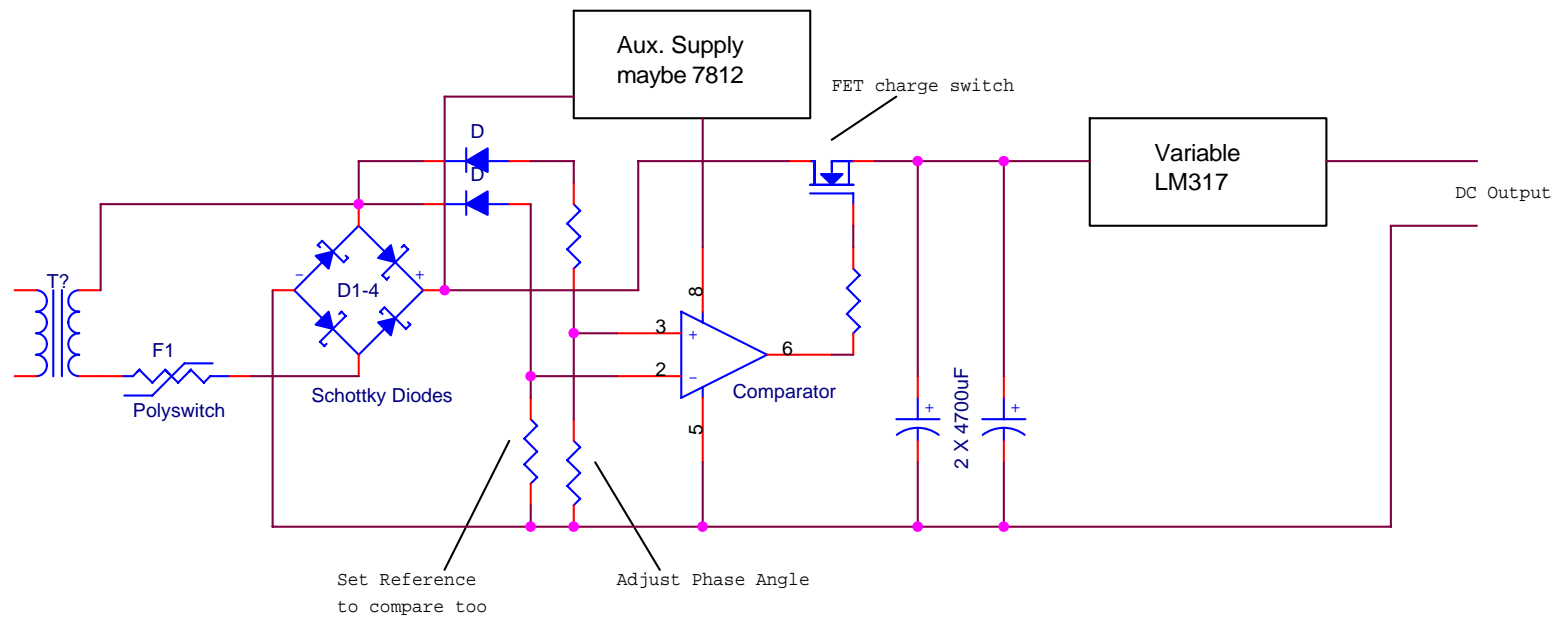 Aux. Supply
maybe 7812
FET charge switch
D
D
Variable
LM317
DC Output
T?
−
+
D1-4
8
3
+
6
2
−
F1
Schottky Diodes
Comparator
Polyswitch
5
+
+
2 X 4700uF
Set Reference
to compare too
Adjust Phase Angle